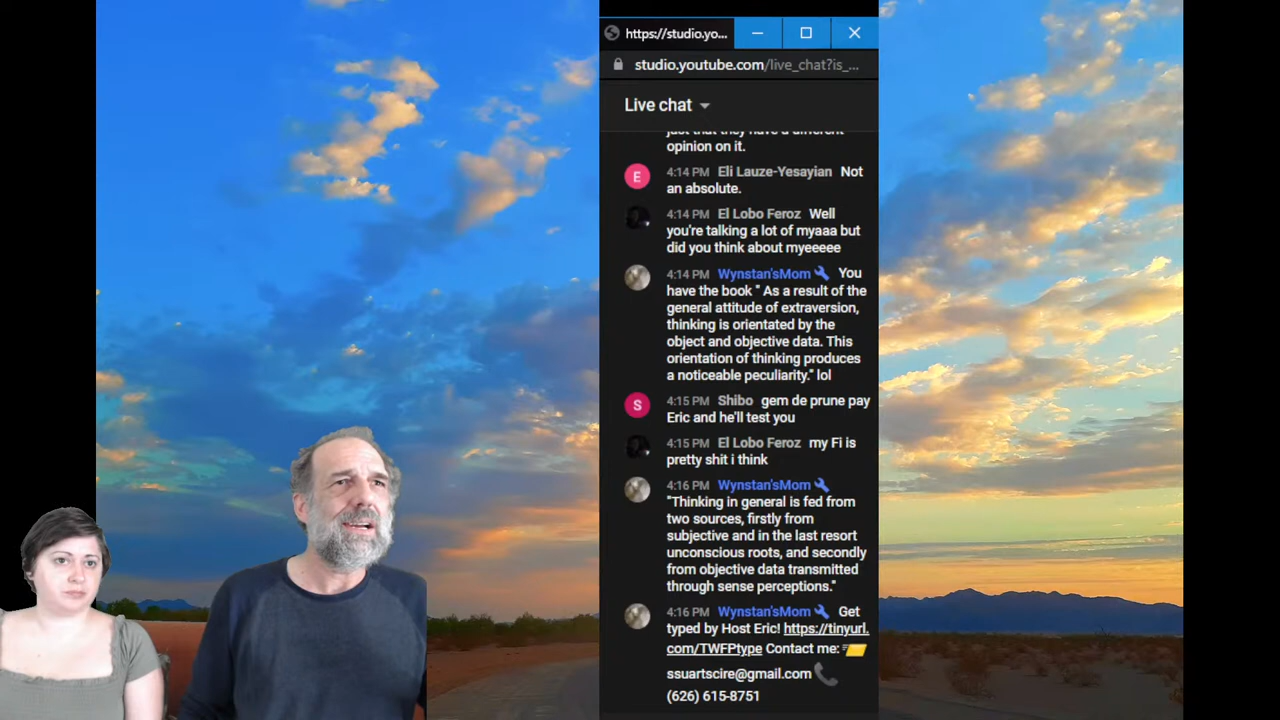 https://studio.yo...
studio.youtube.com/live_chat?is_...
Live chat
just that they have a different
opinion on it.
E
4:14 PM Eli Lauze-Yesayian Not
an absolute.
4:14 PM El Lobo Feroz Well
you're talking a lot of myaaa but
did you think about myeeeee
4:14 PM Wynstan'sMom You
have the book " As a result of the
general attitude of extraversion,
thinking is orientated by the
object and objective data. This
orientation of thinking produces
a noticeable peculiarity." lol
S
4:15 PM Shibo gem de prune pay
Eric and he'll test you
4:15 PM El Lobo Feroz my Fi is
pretty shit i think
4:16 PM Wynstan'sMom
"Thinking in general is fed from
two sources, firstly from
subjective and in the last resort
unconscious roots, and secondly
from objective data transmitted
through sense perceptions."
4:16 PM Wynstan'sMom Get
typed by Host Eric! https://tinyurl.
com/TWFPtype Contact me:
ssuartscire@gmail.com
(626) 615-8751